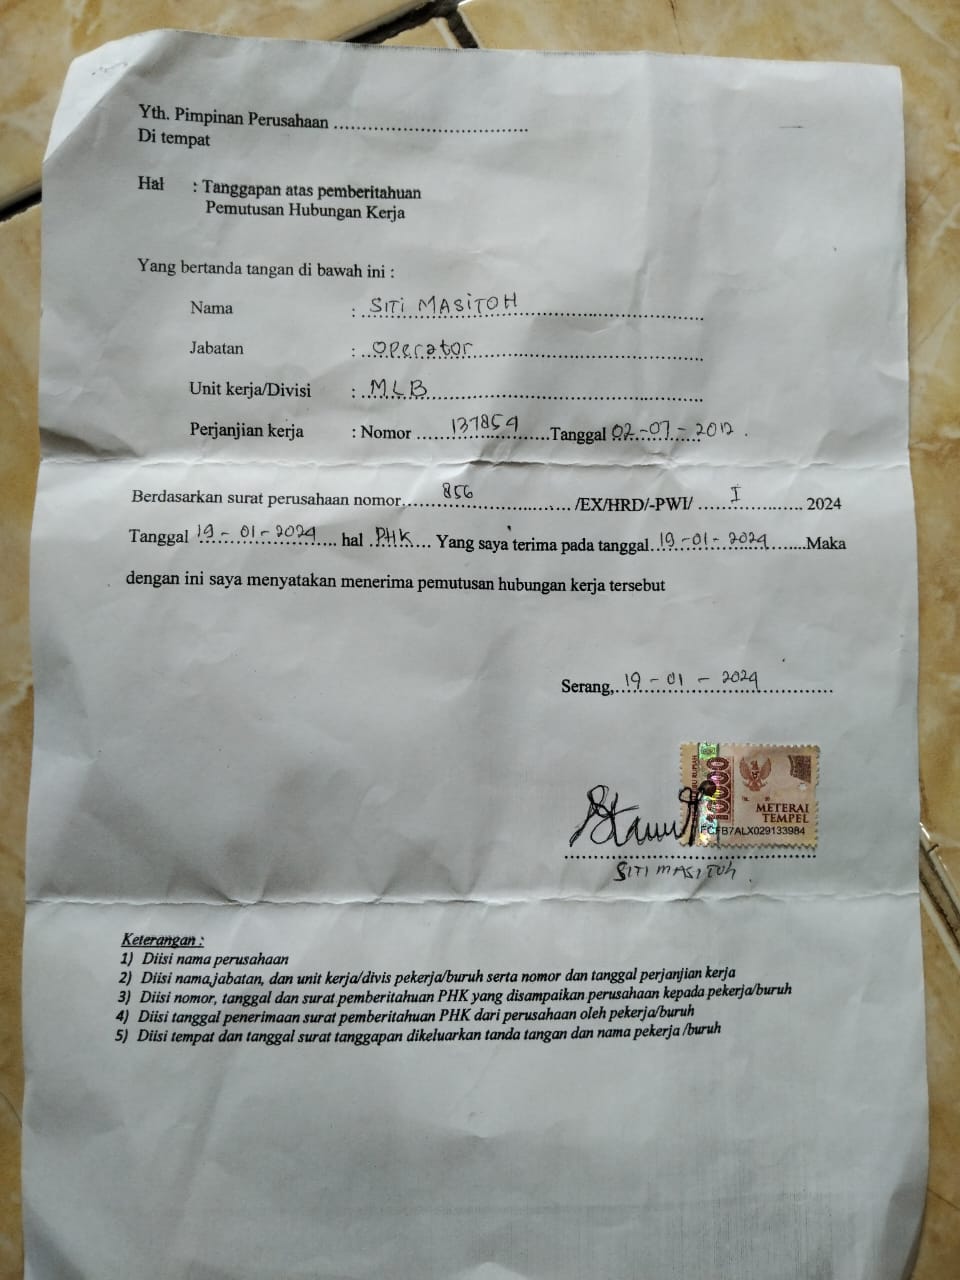 Yth. Pimpinan Perusahaan ................................
Di tempat
Hal : Tanggapan atas pemberitahuan
Pemutusan Hubungan Kerja
Yang bertanda tangan di bawah ini :
Nama : SITI MASITOH
Jabatan : Operator
Unit kerja/Divisi : MLB
Perjanjian kerja : Nomor 137854 Tanggal 02-07-2012.
Berdasarkan surat perusahaan nomor 856 /EX/HRD/-PWI/ I 2024
Tanggal 19-01-2024 hal PHK Yang saya terima pada tanggal 19-01-2024 Maka
dengan ini saya menyatakan menerima pemutusan hubungan kerja tersebut
Serang, 19-01-2024
10000
METERAI
TEMPEL
29133984
SITI MASITOH.
Keterangan :
1) Diisi nama perusahaan
2) Diisi nama,jabatan, dan unit kerja/divis pekerja/buruh serta nomor dan tanggal perjanjian kerja
3) Diisi nomor, tanggal dan surat pemberitahuan PHK yang disampaikan perusahaan kepada pekerja/buruh
4) Diisi tanggal penerimaan surat pemberitahuan PHK dari perusahaan oleh pekerja/buruh
5) Diisi tempat dan tanggal surat tanggapan dikeluarkan tanda tangan dan nama pekerja /buruh